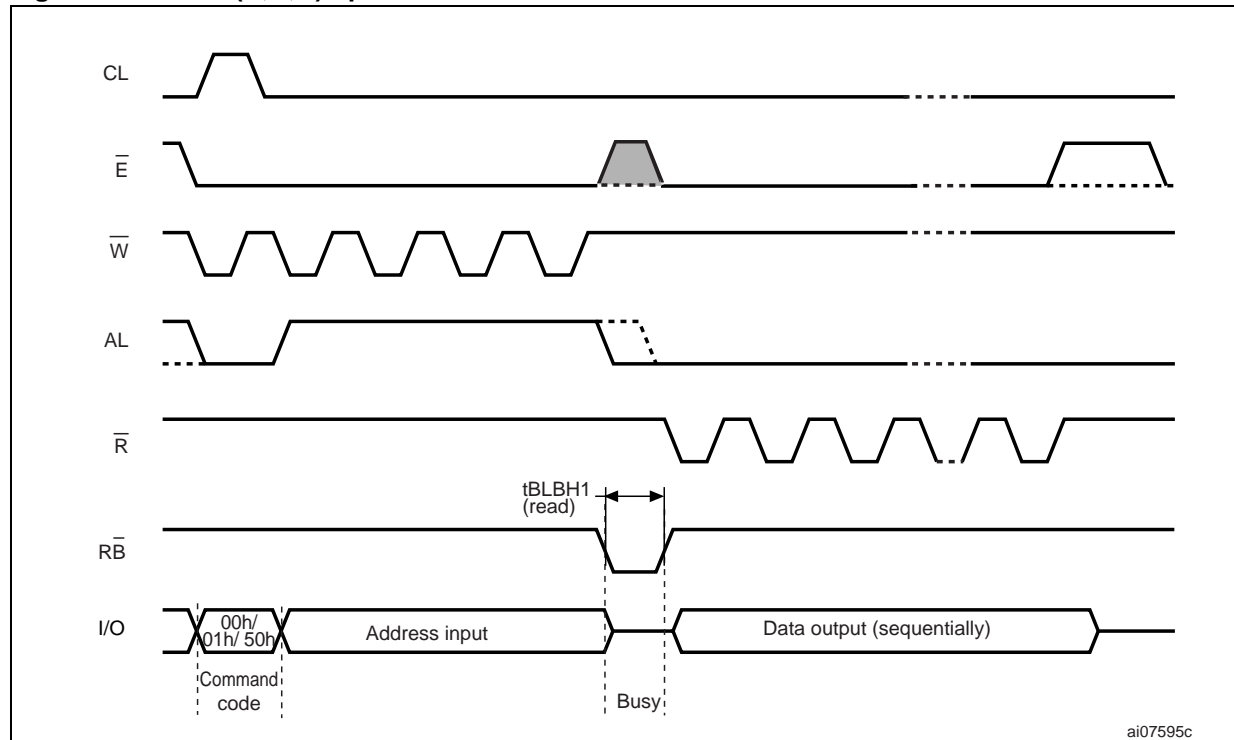 CL
E
W
AL
R
tBLBH1
(read)
RB
I/O
00h/
01h/ 50h
Address input
Data output (sequentially)
Command
code
Busy
ai07595c